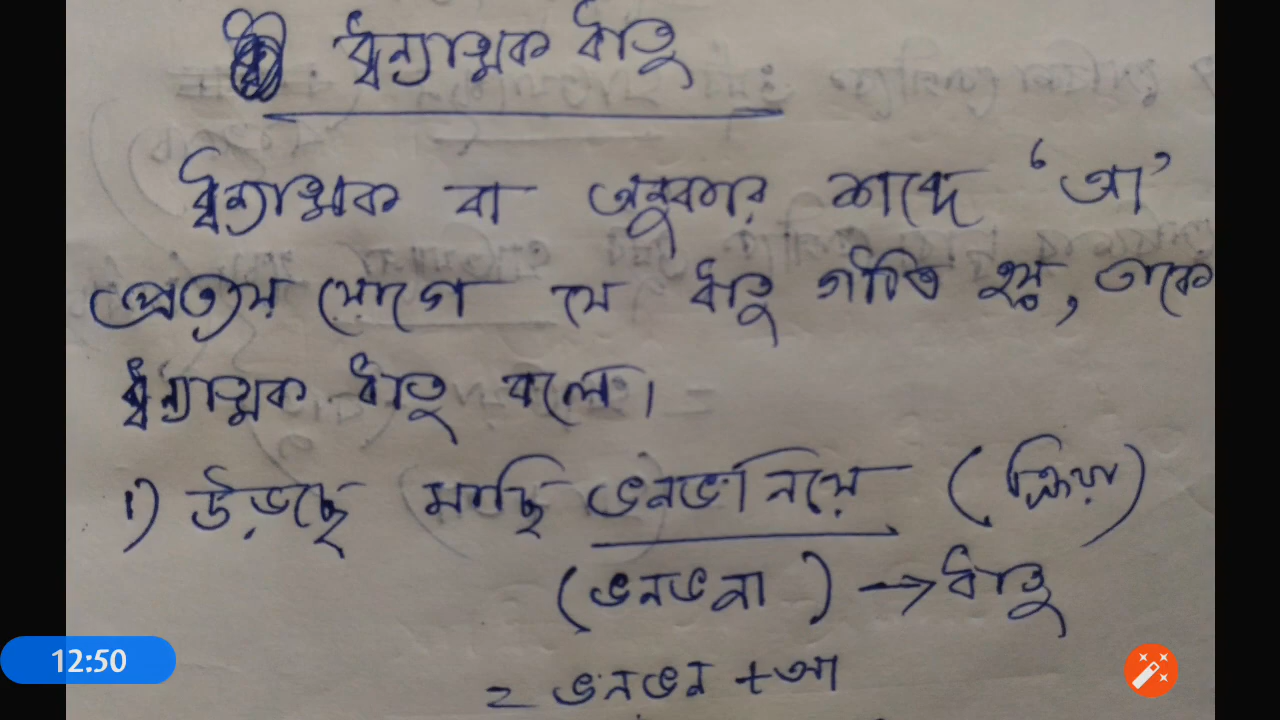 ধ্বন্যাত্মক ধাতু
ধ্বন্যাত্মক বা অনুকার শব্দে 'আ'
প্রত্যয় যোগে যে ধাতু গঠিত হয়, তাকে
ধ্বন্যাত্মক ধাতু বলে।
১) উড়ছে মাছি ভনভনিয়ে (ক্রিয়া)
(ভনভনা) → ধাতু
= ভনভন + আ
12:50